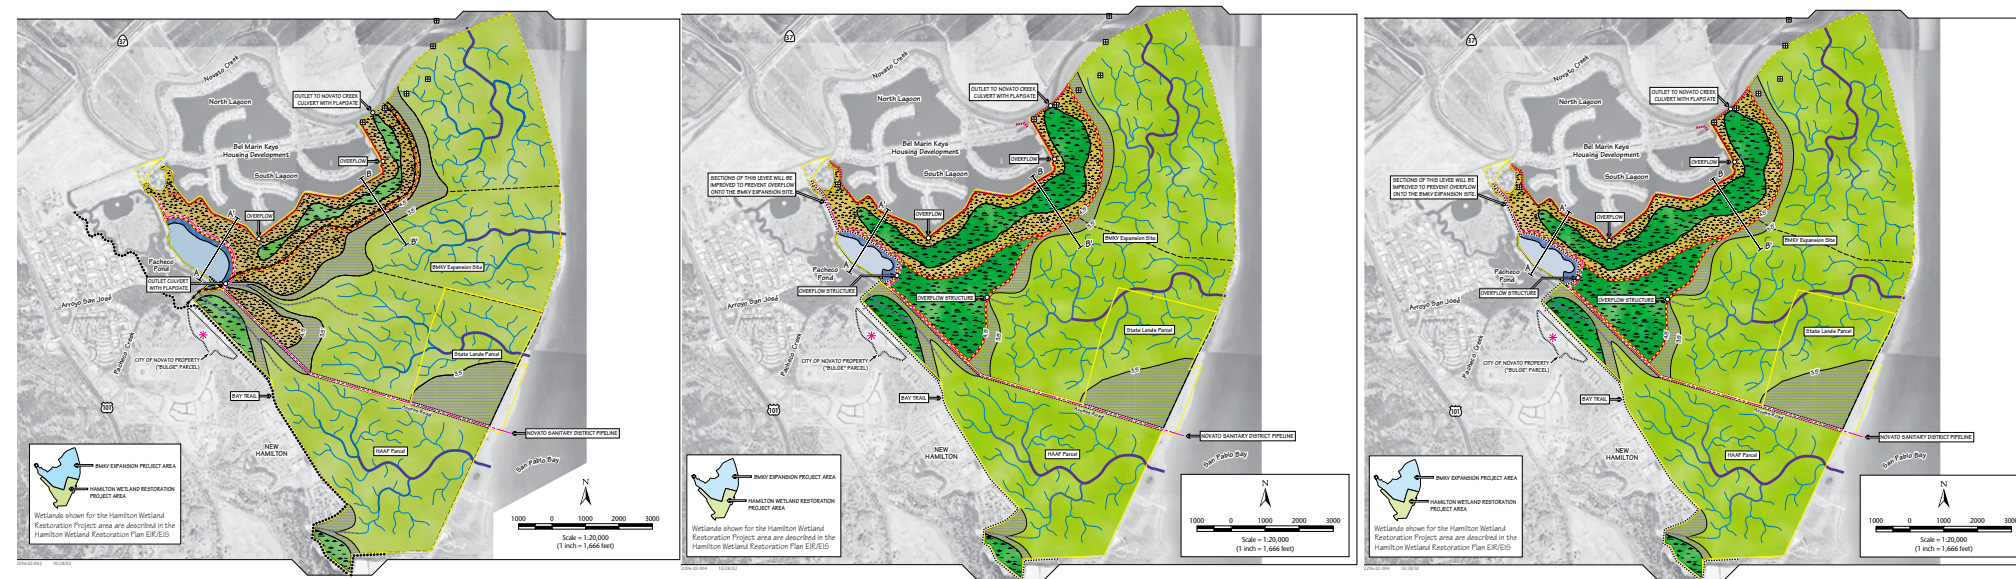 37
Novato Creek
North Lagoon
OUTLET TO NOVATO CREEK
CULVERT WITH FLAPGATE
Bel Marin Keys
Housing Development
OVERFLOW
South Lagoon
B
A'
OVERFLOW
3.5'
B'
BMKV Expansion Site
Pacheco
Pond
A
OUTLET CULVERT
WITH FLAPGATE
Arroyo San José
State Lands Parcel
Pacheco Creek
CITY OF NOVATO PROPERTY
("BULGE" PARCEL)
3.5'
BAY TRAIL
101
NOVATO SANITARY DISTRICT PIPELINE
NEW
HAMILTON
HAAF Parcel
San Pablo Bay
BMKV EXPANSION PROJECT AREA
HAMILTON WETLAND RESTORATION
PROJECT AREA
Wetlands shown for the Hamilton Wetland
Restoration Project area are described in the
Hamilton Wetland Restoration Plan EIR/EIS
N
1000 0 1000 2000 3000
Scale = 1:20,000
(1 inch = 1,666 feet)
37
Novato Creek
North Lagoon
OUTLET TO NOVATO CREEK
CULVERT WITH FLAPGATE
Bel Marin Keys
Housing Development
OVERFLOW
South Lagoon
SECTIONS OF THIS LEVEE WILL BE
IMPROVED TO PREVENT OVERFLOW
ONTO THE BMKV EXPANSION SITE.
B
A'
OVERFLOW
B'
BMKV Expansion Site
A
Pacheco
Pond
OVERFLOW STRUCTURE
OVERFLOW STRUCTURE
Arroyo San José
State Lands Parcel
Pacheco Creek
CITY OF NOVATO PROPERTY
("BULGE" PARCEL)
3.5'
BAY TRAIL
101
NOVATO SANITARY DISTRICT PIPELINE
NEW
HAMILTON
HAAF Parcel
San Pablo Bay
BMKV EXPANSION PROJECT AREA
HAMILTON WETLAND RESTORATION
PROJECT AREA
Wetlands shown for the Hamilton Wetland
Restoration Project area are described in the
Hamilton Wetland Restoration Plan EIR/EIS
N
1000 0 1000 2000 3000
Scale = 1:20,000
(1 inch = 1,666 feet)
37
Novato Creek
North Lagoon
OUTLET TO NOVATO CREEK
CULVERT WITH FLAPGATE
Bel Marin Keys
Housing Development
OVERFLOW
South Lagoon
SECTIONS OF THIS LEVEE WILL BE
IMPROVED TO PREVENT OVERFLOW
ONTO THE BMKV EXPANSION SITE.
B
A'
OVERFLOW
B'
BMKV Expansion Site
A
Pacheco
Pond
OVERFLOW STRUCTURE
OVERFLOW STRUCTURE
Arroyo San José
State Lands Parcel
Pacheco Creek
CITY OF NOVATO PROPERTY
("BULGE" PARCEL)
3.5'
BAY TRAIL
101
NOVATO SANITARY DISTRICT PIPELINE
NEW
HAMILTON
HAAF Parcel
San Pablo Bay
BMKV EXPANSION PROJECT AREA
HAMILTON WETLAND RESTORATION
PROJECT AREA
Wetlands shown for the Hamilton Wetland
Restoration Project area are described in the
Hamilton Wetland Restoration Plan EIR/EIS
N
1000 0 1000 2000 3000
Scale = 1:20,000
(1 inch = 1,666 feet)